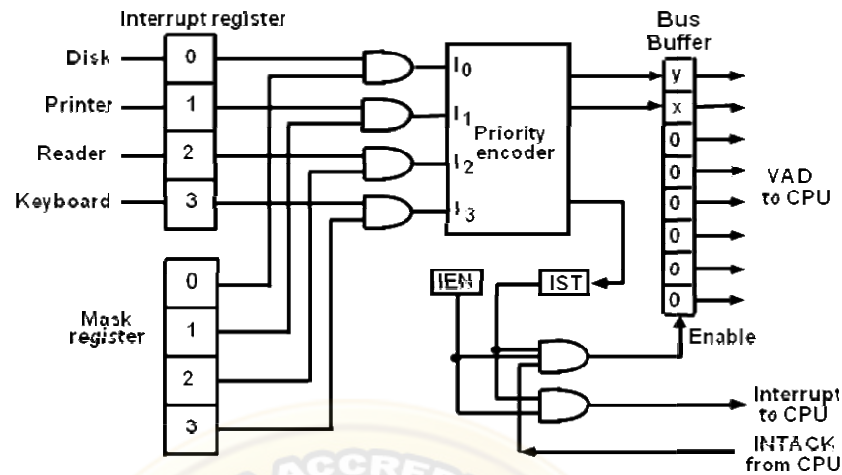 Interrupt register
Bus
Buffer
Disk
0
I0
y
Printer
1
I1
x
Priority
encoder
0
Reader
2
I2
0
VAD
to CPU
Keyboard
3
I3
0
0
0
0
Mask
register
0
1
2
3
IEN
IST
Enable
Interrupt
to CPU
INTACK
from CPU
ACCRED